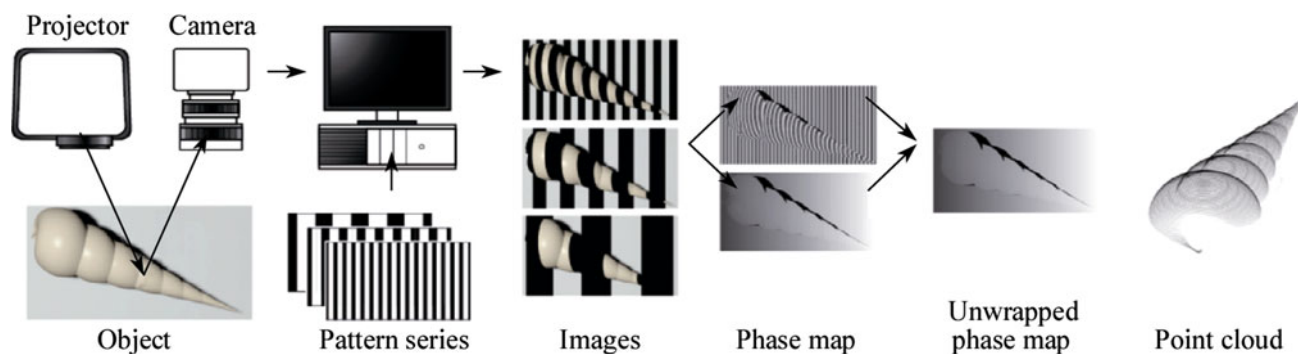 Projector
Camera
Object
Pattern series
Images
Phase map
Unwrapped
phase map
Point cloud